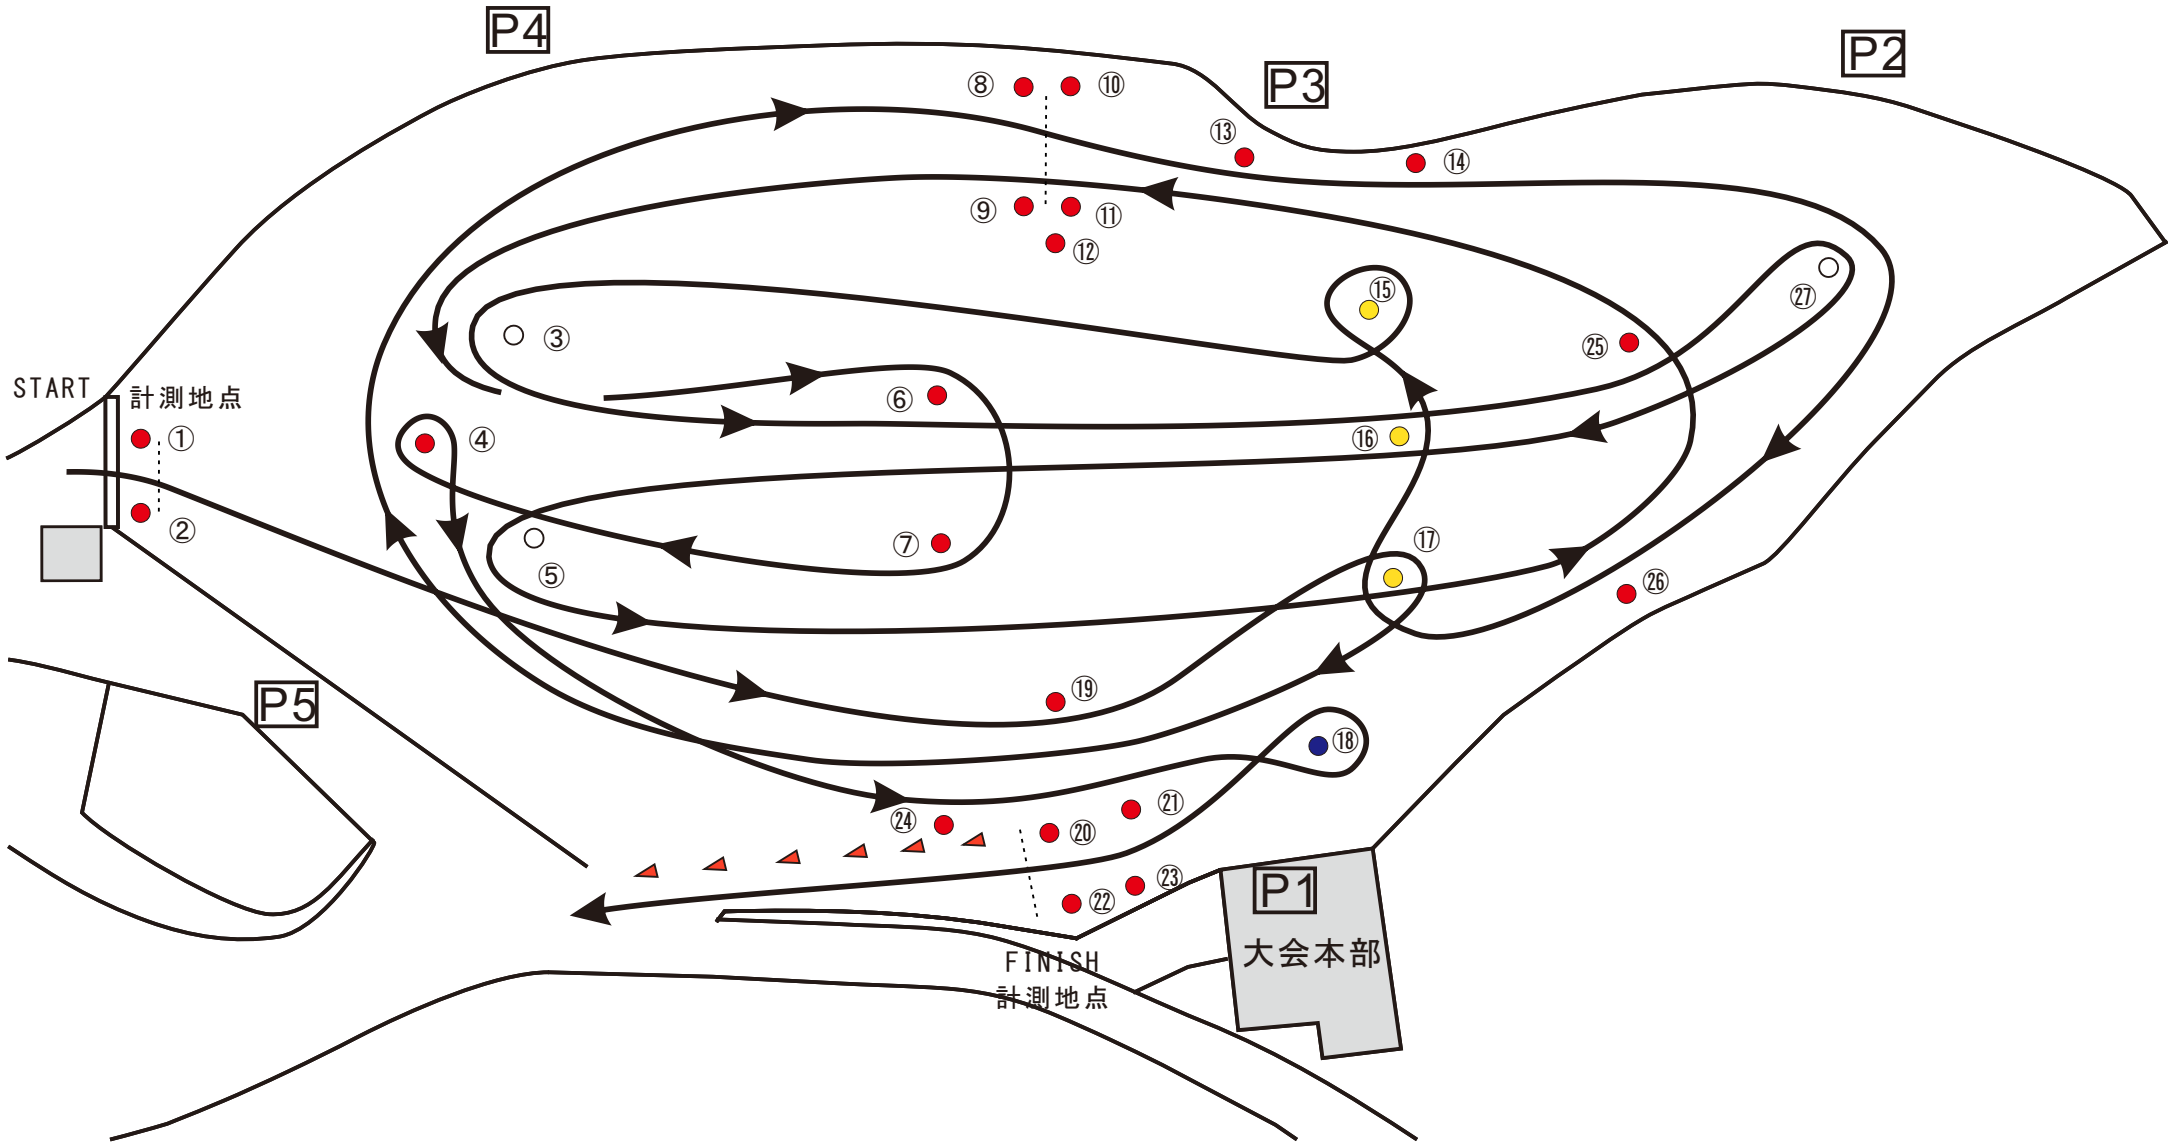 P4
P2
P3
⑧
⑩
⑬
⑭
⑨
⑪
⑫
⑮
㉗
③
㉕
START
計測地点
⑥
①
④
⑯
②
⑦
⑰
⑤
㉖
P5
⑲
⑱
㉑
㉔
⑳
㉓
㉒
P1
大会本部
FINISH
計測地点